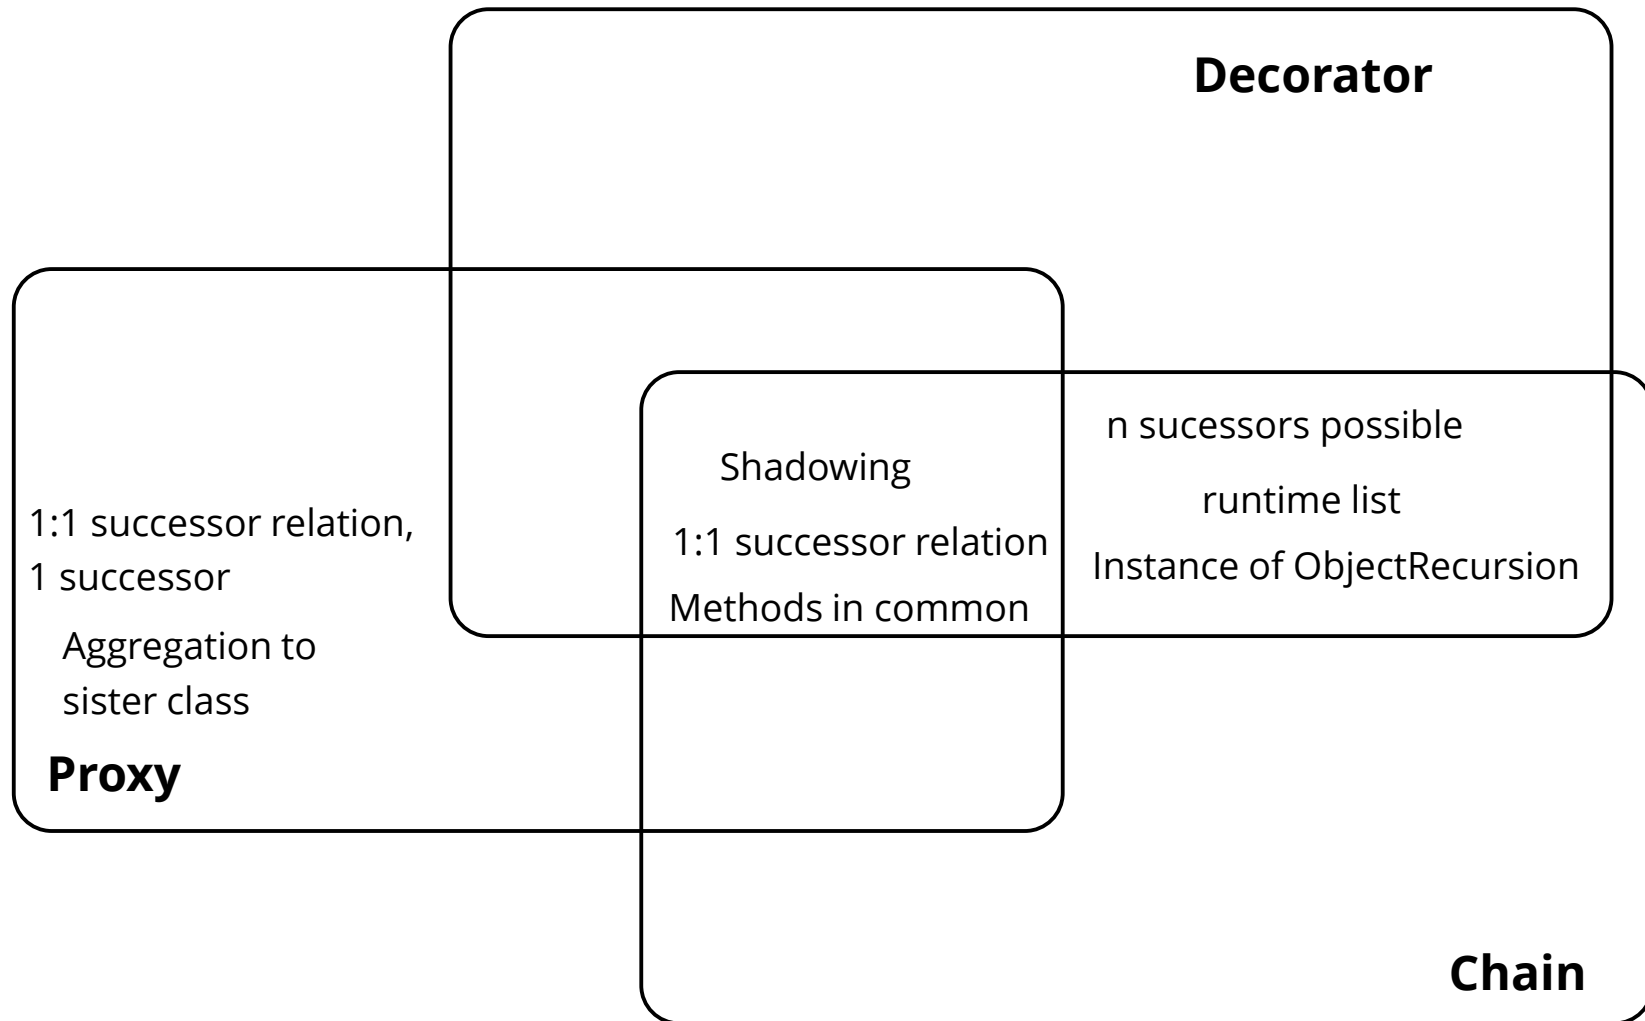 Decorator
n sucessors possible
Shadowing
runtime list
1:1 successor relation,
1 successor
1:1 successor relation
Instance of ObjectRecursion
Methods in common
Aggregation to
sister class
Proxy
Chain